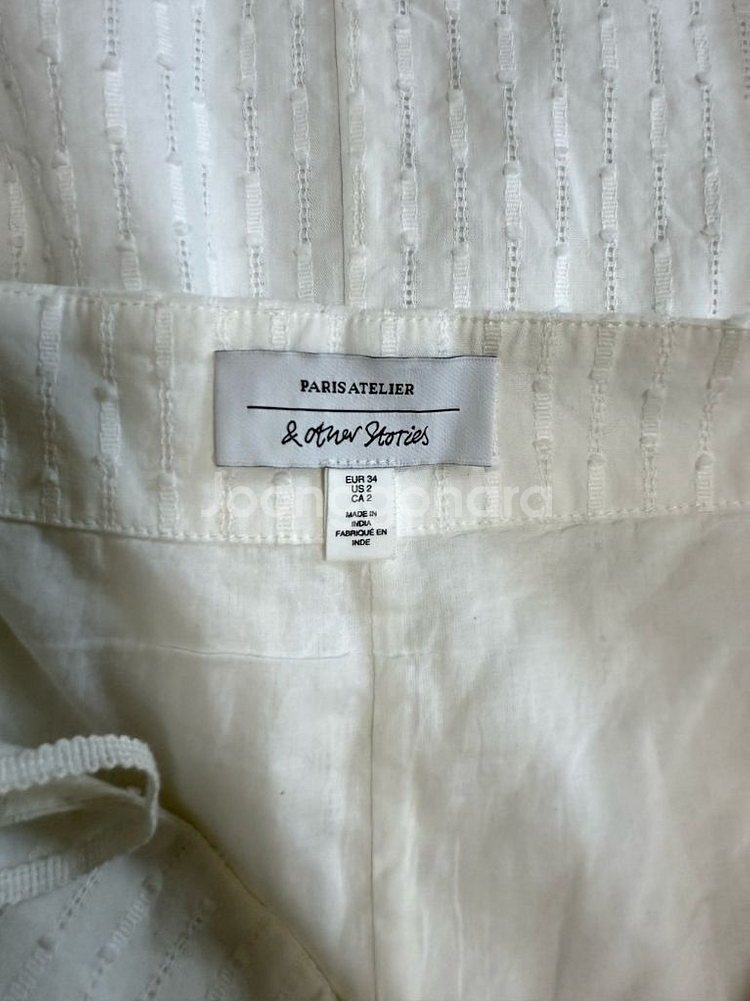 PARIS ATELIER
& other Stories
EUR 34
US 2
CA 2
MADE IN
INDIA
FABRIQUÉ EN
INDE